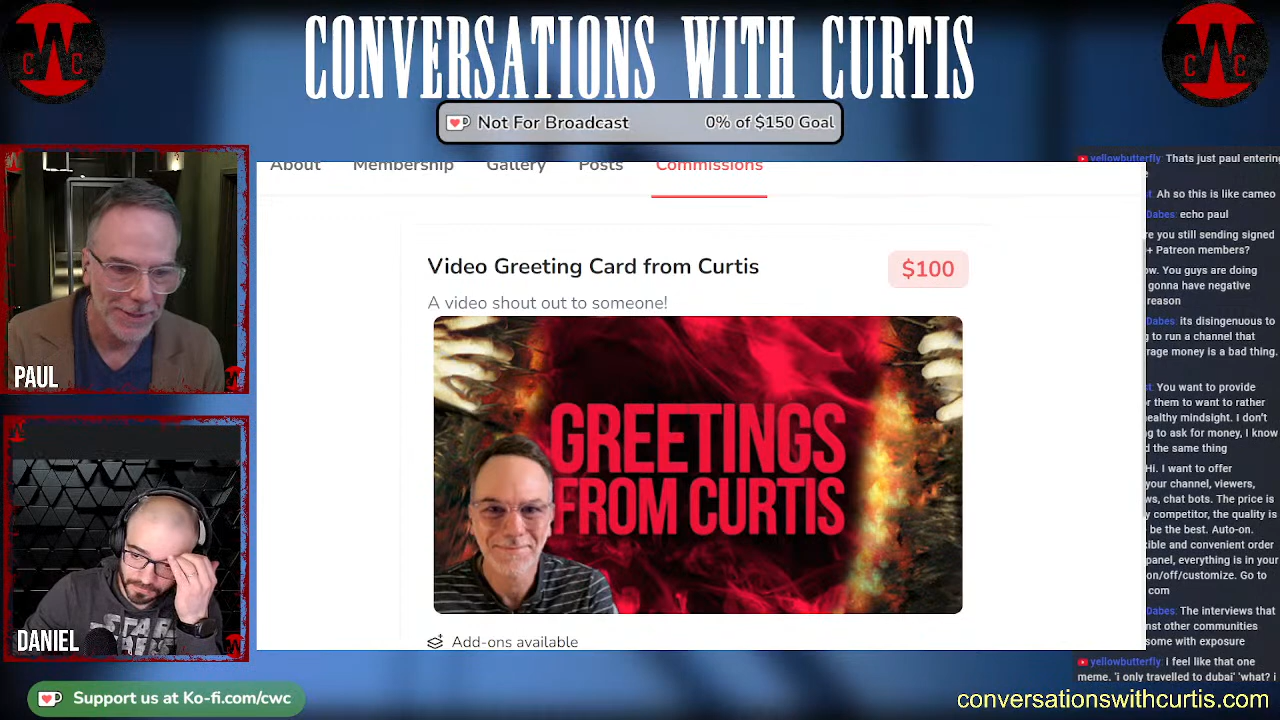 CONVERSATIONS WITH CURTIS
W
C C
W
C C
Not For Broadcast 0% of $150 Goal
About Membership Gallery Posts Commissions
Video Greeting Card from Curtis
$100
A video shout out to someone!
GREETINGS
FROM CURTIS
Add-ons available
PAUL
STAR
WARS
DANIEL
yellowbutterfly: Thats just paul entering
Ah so this is like cameo
Dabes: echo paul
re you still sending signed
+ Patreon members?
w. You guys are doing
gonna have negative
reason
Dabes: its disingenuous to
to run a channel that
rage money is a bad thing,
: You want to provide
or them to want to rather
ealthy mindsight. I don't
ng to ask for money, I know
d the same thing
Hi. I want to offer
your channel, viewers,
ws, chat bots. The price is
y competitor, the quality is
be the best. Auto-on.
xible and convenient order
panel, everything is in your
on/off/customize. Go to
com
Dabes: The interviews that
st other communities
some with exposure
yellowbutterfly: i feel like that one
meme. 'i only travelled to dubai' 'what? i
Support us at Ko-fi.com/cwc
conversationswithcurtis.com